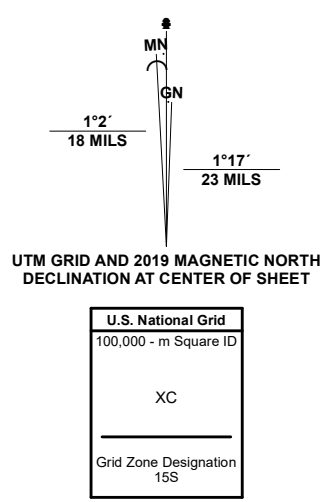 MN
GN
1°2´
18 MILS
1°17´
23 MILS
UTM GRID AND 2019 MAGNETIC NORTH
DECLINATION AT CENTER OF SHEET
U.S. National Grid
100,000 - m Square ID
XC
Grid Zone Designation
15S